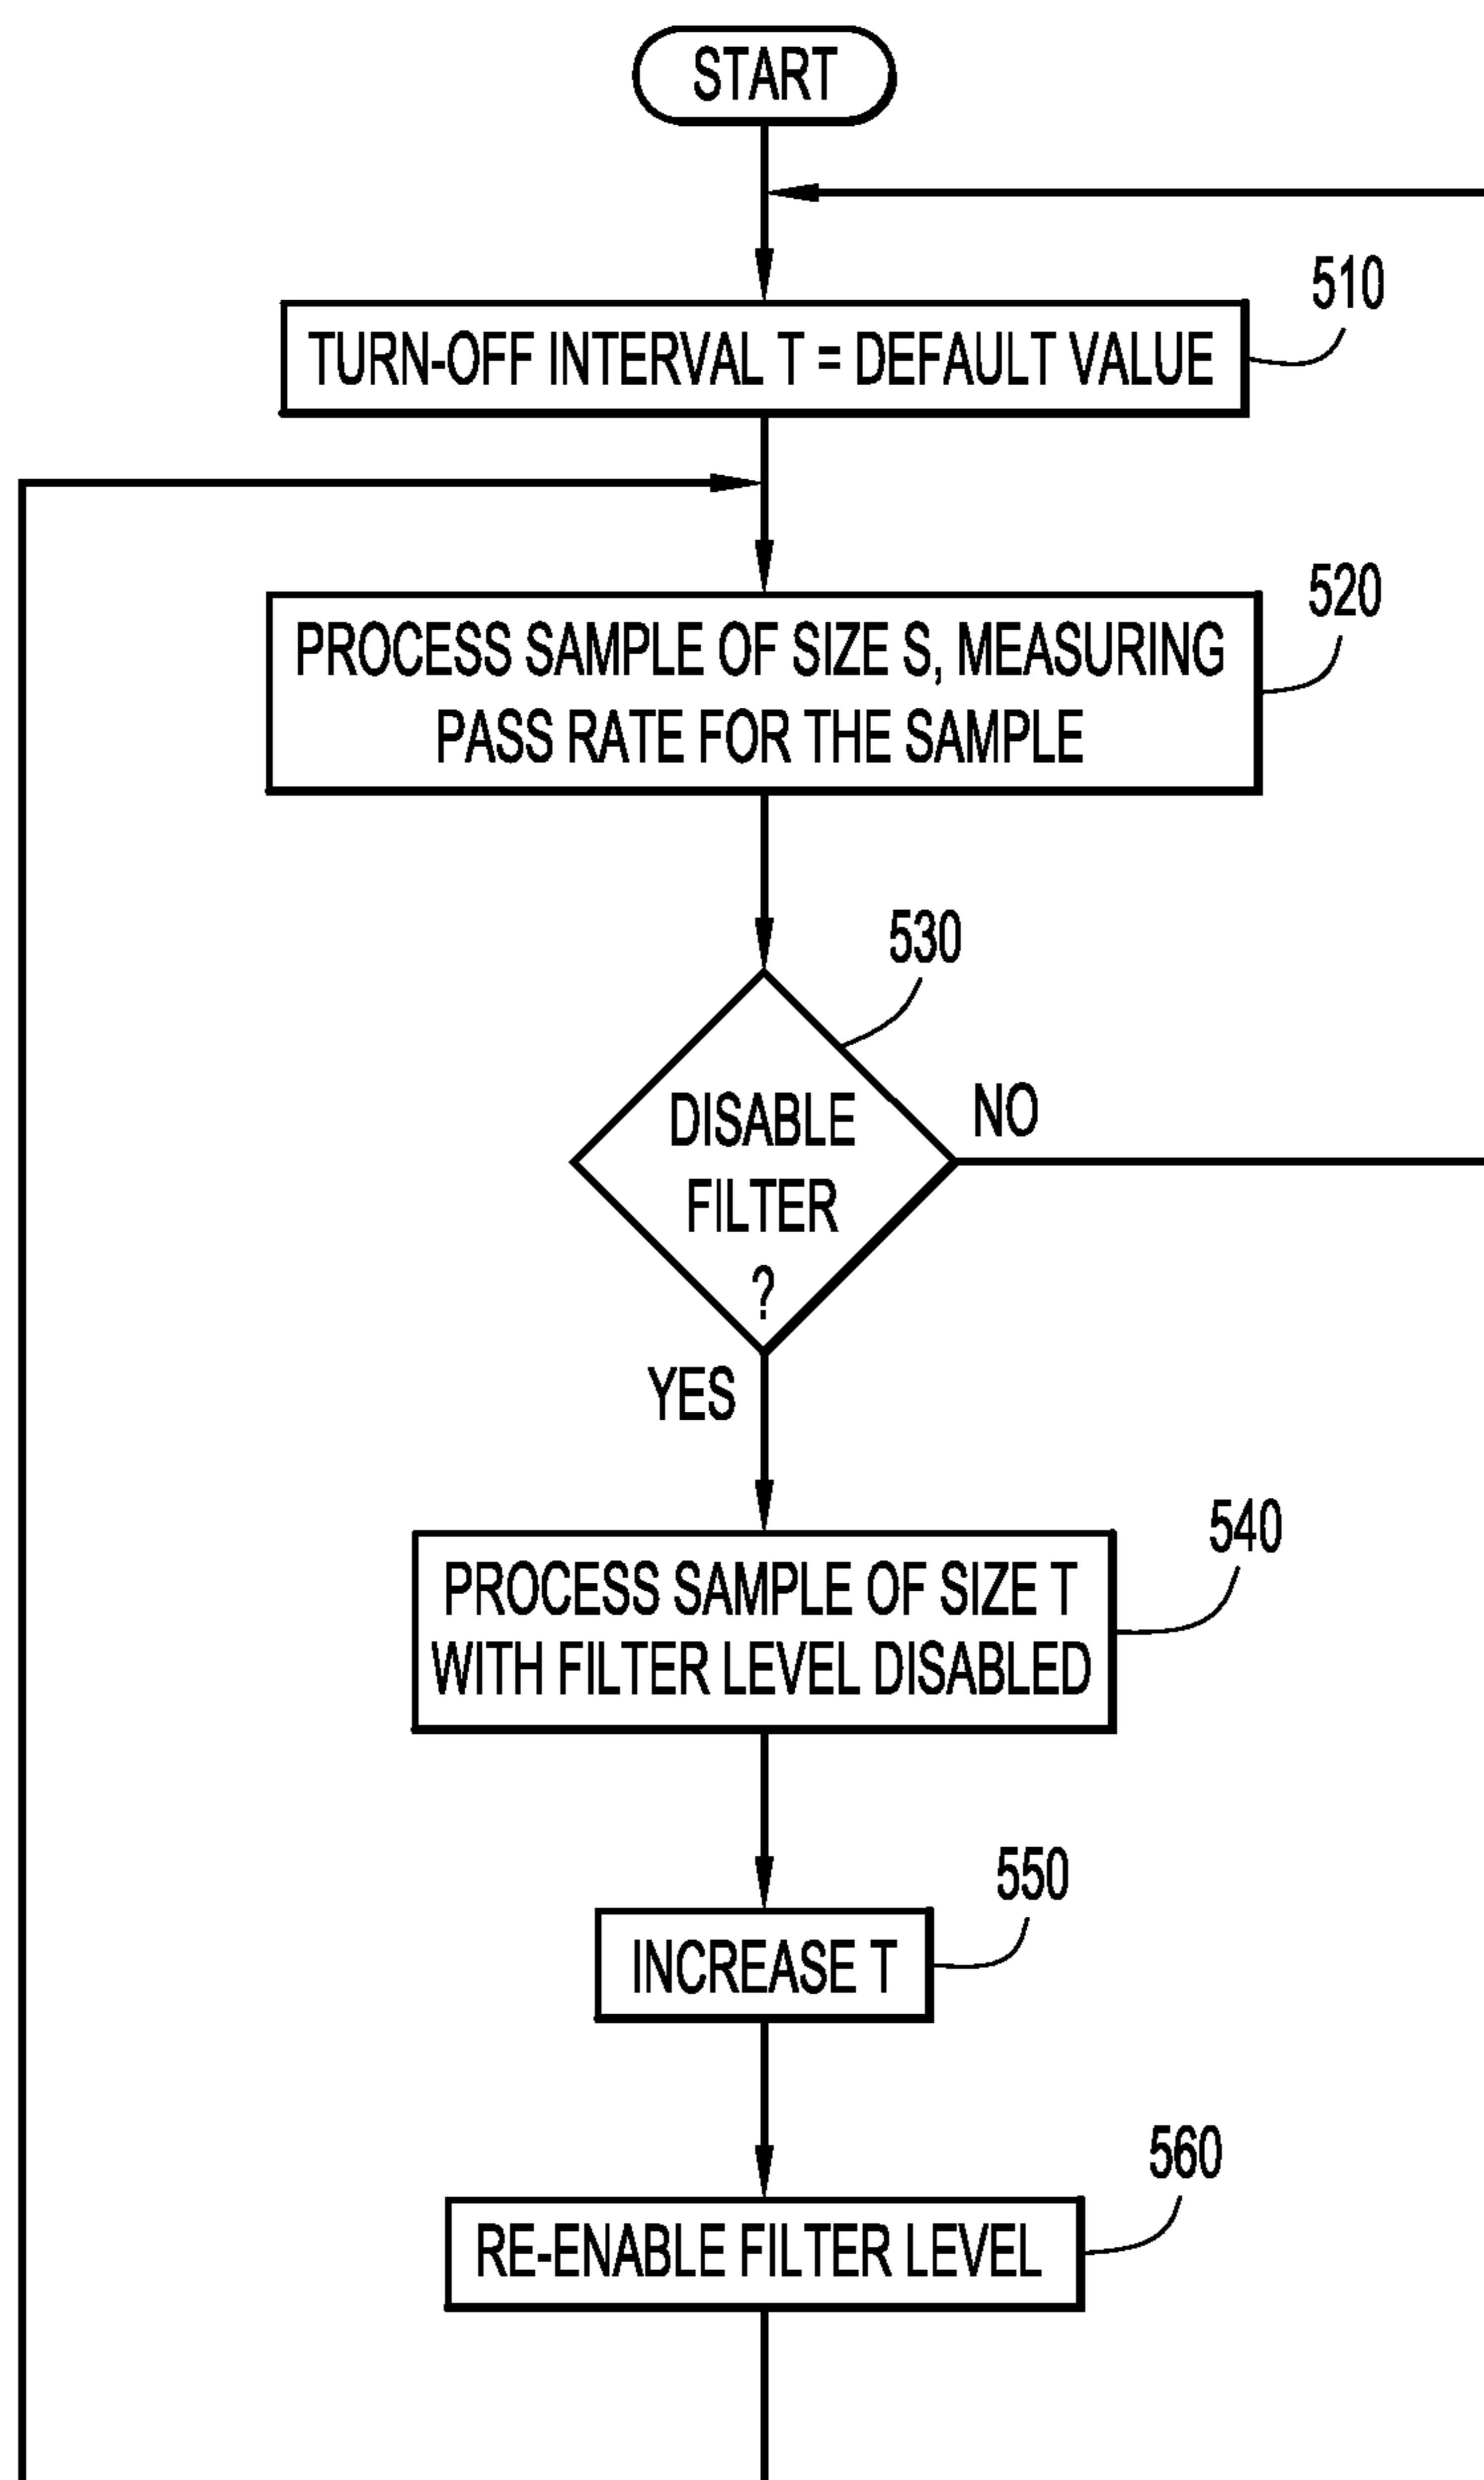 START
510
TURN-OFF INTERVAL T = DEFAULT VALUE
520
PROCESS SAMPLE OF SIZE S, MEASURING
PASS RATE FOR THE SAMPLE
530
DISABLE
FILTER
?
NO
YES
540
PROCESS SAMPLE OF SIZE T
WITH FILTER LEVEL DISABLED
550
INCREASE T
560
RE-ENABLE FILTER LEVEL